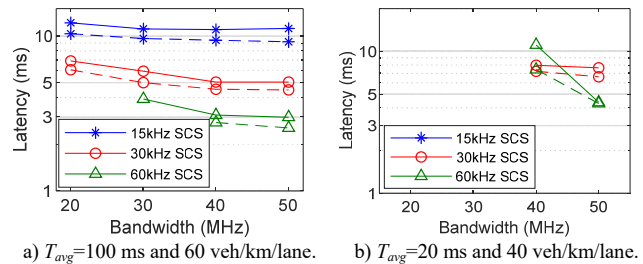 Latency (ms)
10
5
3
1
15kHz SCS
30kHz SCS
60kHz SCS
20 30 40 50
Bandwidth (MHz)
a) Tavg=100 ms and 60 veh/km/lane.
Latency (ms)
10
5
3
1
15kHz SCS
30kHz SCS
60kHz SCS
20 30 40 50
Bandwidth (MHz)
b) Tavg=20 ms and 40 veh/km/lane.